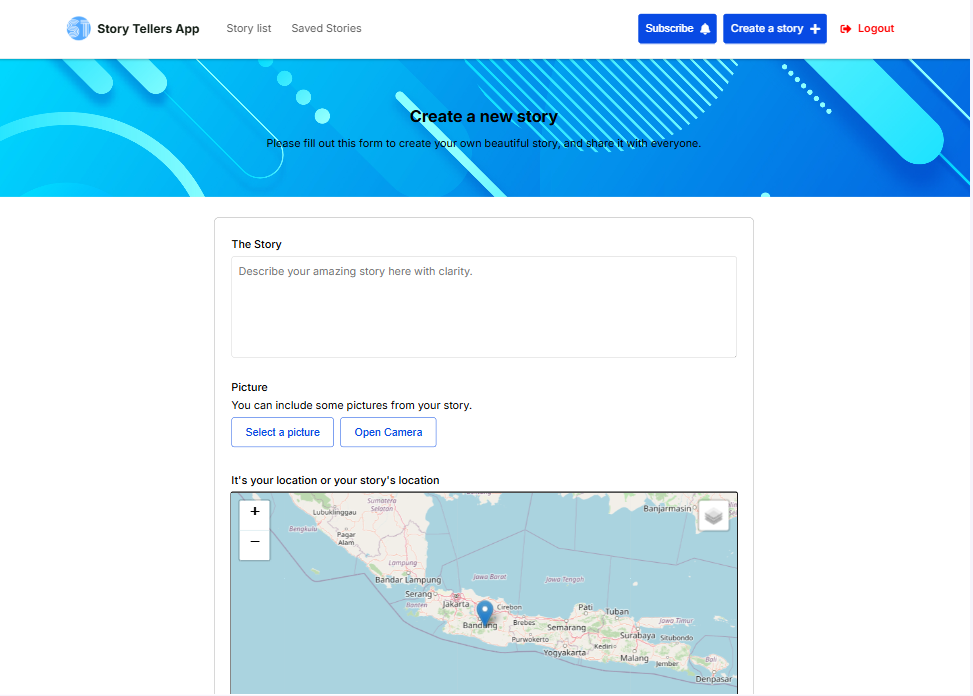 ST Story Tellers App Story list Saved Stories Subscribe Create a story Logout
Create a new story
Please fill out this form to create your own beautiful story, and share it with everyone.
The Story
Describe your amazing story here with clarity.
Picture
You can include some pictures from your story.
Select a picture Open Camera
It's your location or your story's location
+
−
Sumatera
Selatan
Lubuklinggau
Banjarmasin
Bengkulu
Pagar
Alam
Lampung
Bandar Lampung
Jawa Barat
Jawa Tengah
Serang
Banten
Jakarta
Cirebon
Pati
Tuban
Bandung
Brebes
Semarang
Jawa Timur
Surabaya
Situbondo
Purwokerto
Kediri
Yogyakarta
Malang
Jember
Bali
Denpasar